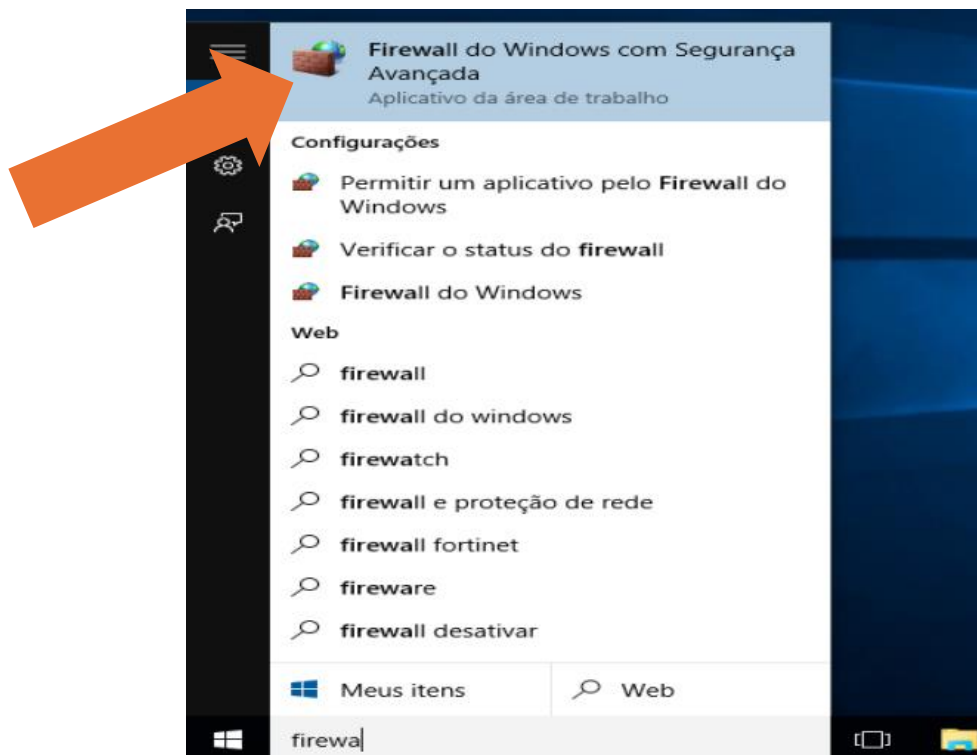 Firewall do Windows com Segurança
Avançada
Aplicativo da área de trabalho
Configurações
Permitir um aplicativo pelo Firewall do
Windows
Verificar o status do firewall
Firewall do Windows
Web
firewall
firewall do windows
firewatch
firewall e proteção de rede
firewall fortinet
fireware
firewall desativar
Meus itens
Web
firewa